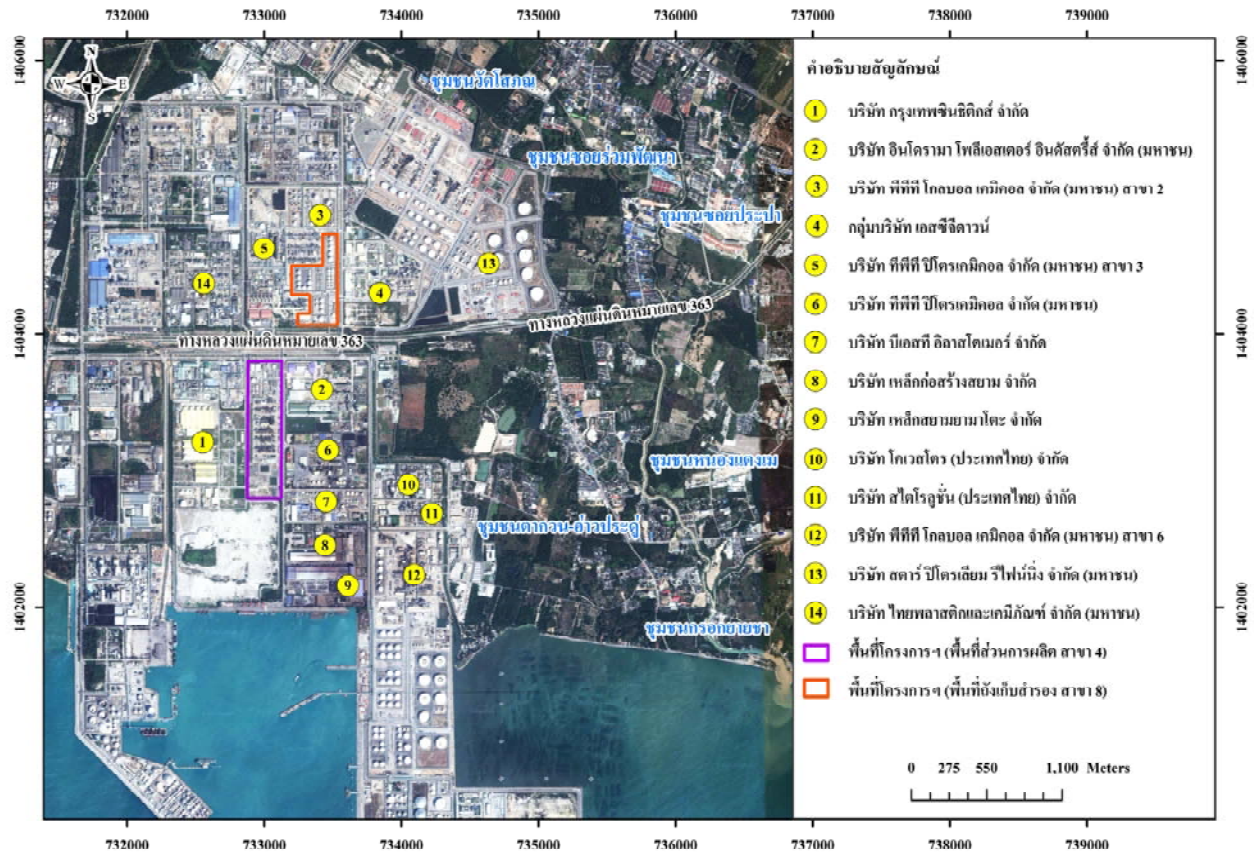 732000 733000 734000 735000 736000 737000 738000 739000
1406000
1404000
1402000
N
W E
S
ชุมชนวัดโสภณ
ชุมชนซอยร่วมพัฒนา
ชุมชนซอยประปา
3
5
14
13
4
ทางหลวงแผ่นดินหมายเลข 363
ทางหลวงแผ่นดินหมายเลข 363
2
1
6
ชุมชนหนองแตงเม
10
7
11
ชุมชนตากวน-อ่าวประดู่
8
12
9
ชุมชนกรอกยายชา
คำอธิบายสัญลักษณ์
1 บริษัท กรุงเทพซินธิติกส์ จำกัด
2 บริษัท อินโดรามา โพลีเอสเตอร์ อินดัสตรี้ส์ จำกัด (มหาชน)
3 บริษัท พีทีที โกลบอล เคมิคอล จำกัด (มหาชน) สาขา 2
4 กลุ่มบริษัท เอสซีจีดาวน์
5 บริษัท ทีพีที ปิโตรเคมิคอล จำกัด (มหาชน) สาขา 3
6 บริษัท ทีพีที ปิโตรเคมิคอล จำกัด (มหาชน)
7 บริษัท บีเอสที อิลาสโตเมอร์ จำกัด
8 บริษัท เหล็กก่อสร้างสยาม จำกัด
9 บริษัท เหล็กสยามยามาโตะ จำกัด
10 บริษัท โคเวสโตร (ประเทศไทย) จำกัด
11 บริษัท สไตโรลูชั่น (ประเทศไทย) จำกัด
12 บริษัท พีทีที โกลบอล เคมิคอล จำกัด (มหาชน) สาขา 6
13 บริษัท สตาร์ ปิโตรเลียม รีไฟน์นิ่ง จำกัด (มหาชน)
14 บริษัท ไทยพลาสติกและเคมีภัณฑ์ จำกัด (มหาชน)
พื้นที่โครงการฯ (พื้นที่ส่วนการผลิต สาขา 4)
พื้นที่โครงการฯ (พื้นที่ถังเก็บสำรอง สาขา 8)
0 275 550 1,100 Meters
1406000
1404000
1402000
732000 733000 734000 735000 736000 737000 738000 739000